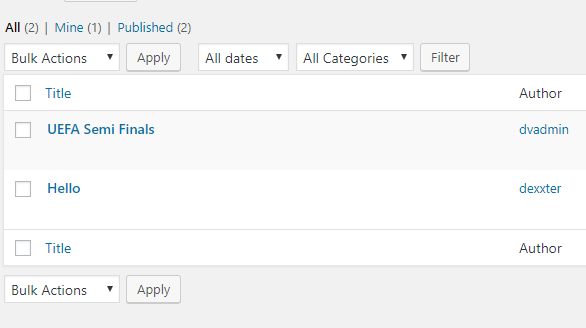 All (2) | Mine (1) | Published (2)
Bulk Actions Apply All dates All Categories Filter
Title Author
UEFA Semi Finals dvadmin
Hello dexxter
Title Author
Bulk Actions Apply